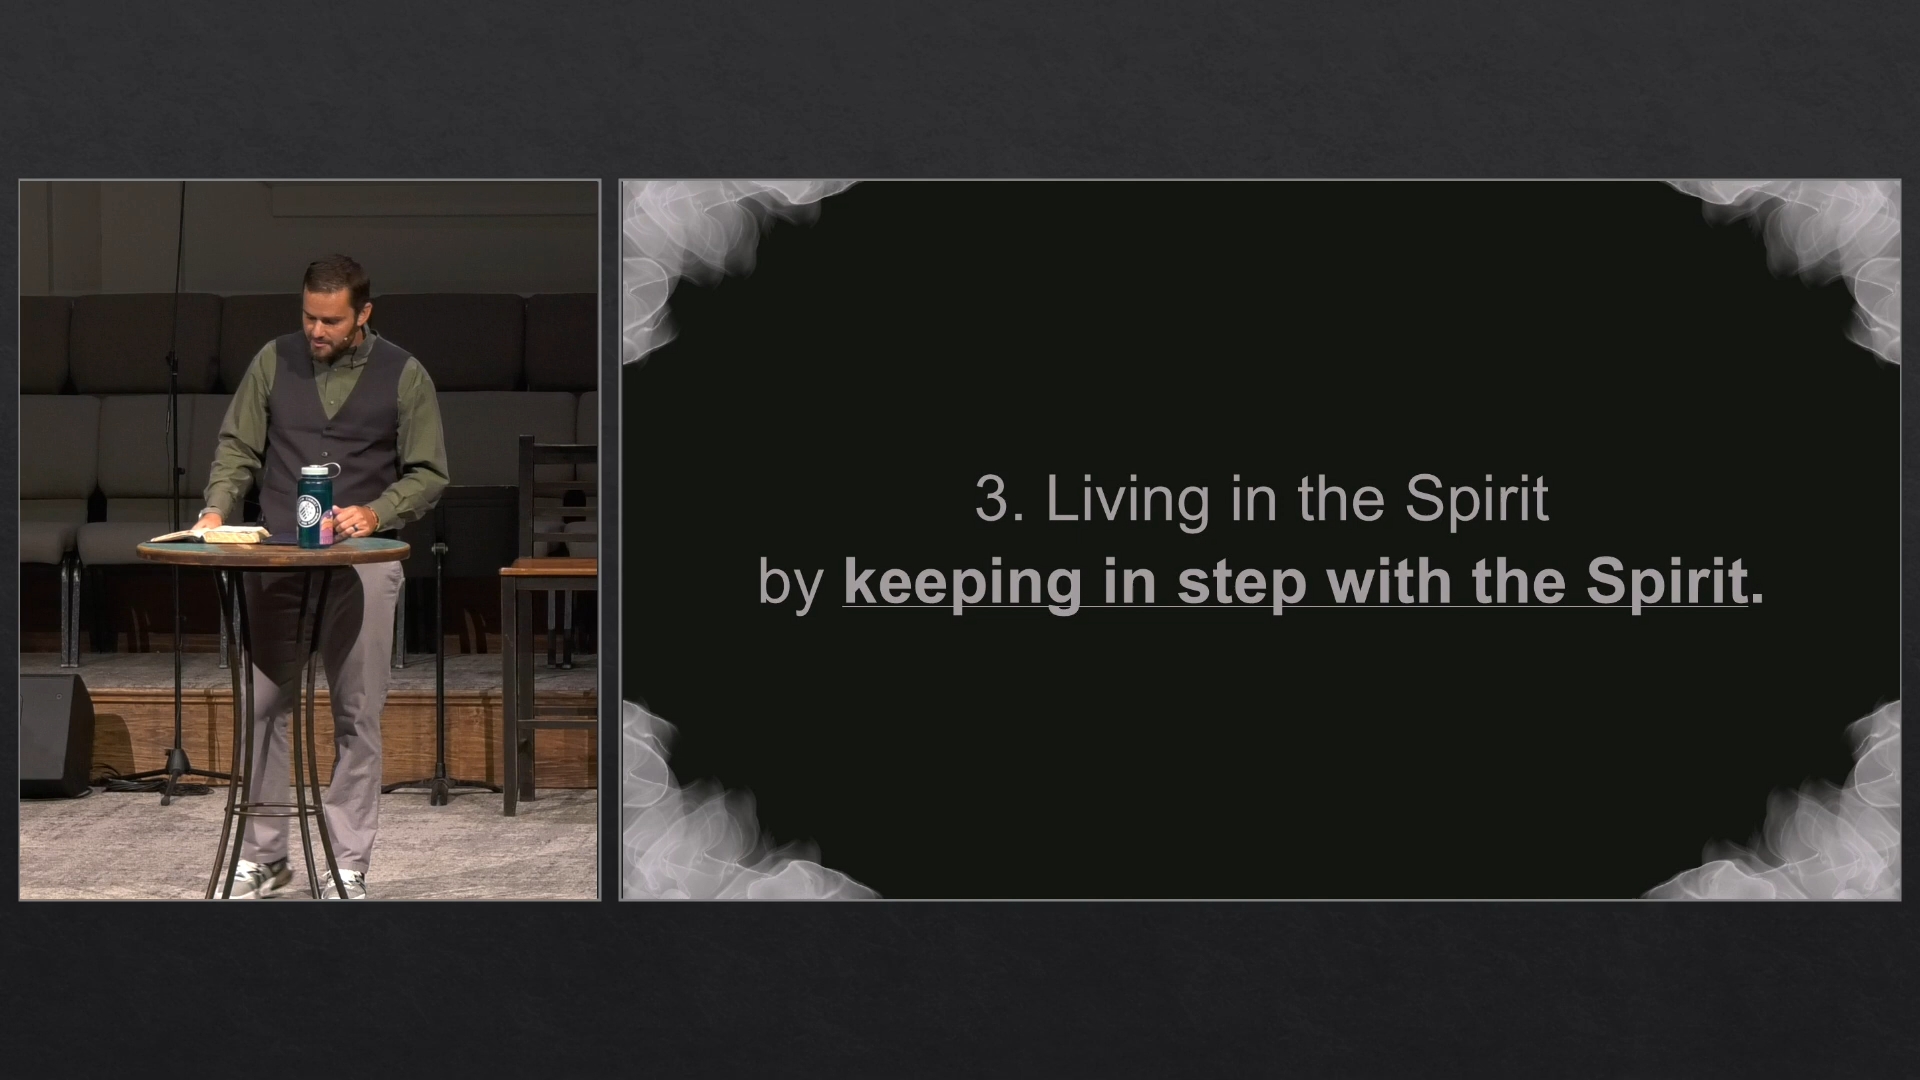 3. Living in the Spirit
by keeping in step with the Spirit.